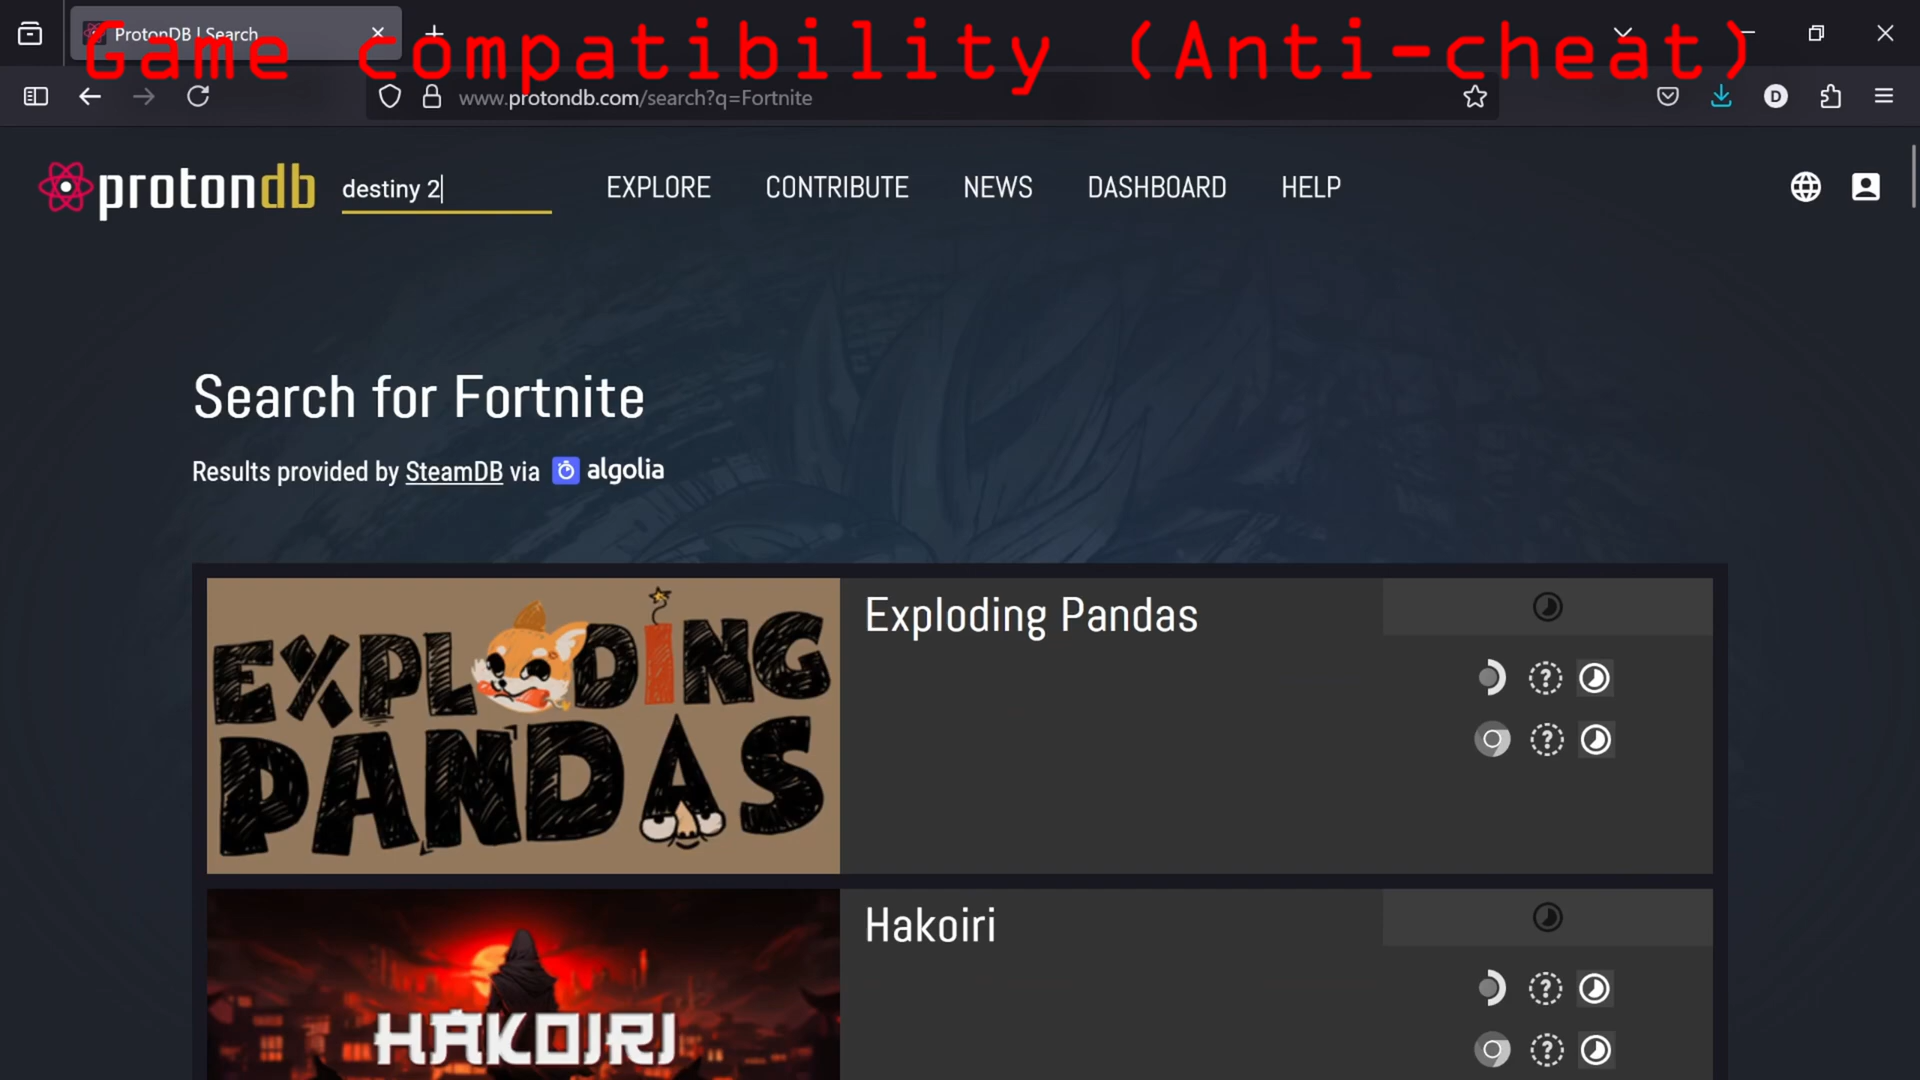 Game compatibility (Anti-cheat)
ProtonDB | Search
www.protondb.com/search?q=Fortnite
D
protondb
destiny 2
EXPLORE
CONTRIBUTE
NEWS
DASHBOARD
HELP
Search for Fortnite
Results provided by SteamDB via algolia
EXPLODING
PANDAS
Exploding Pandas
?
?
HAKOIRI
Hakoiri
?
?